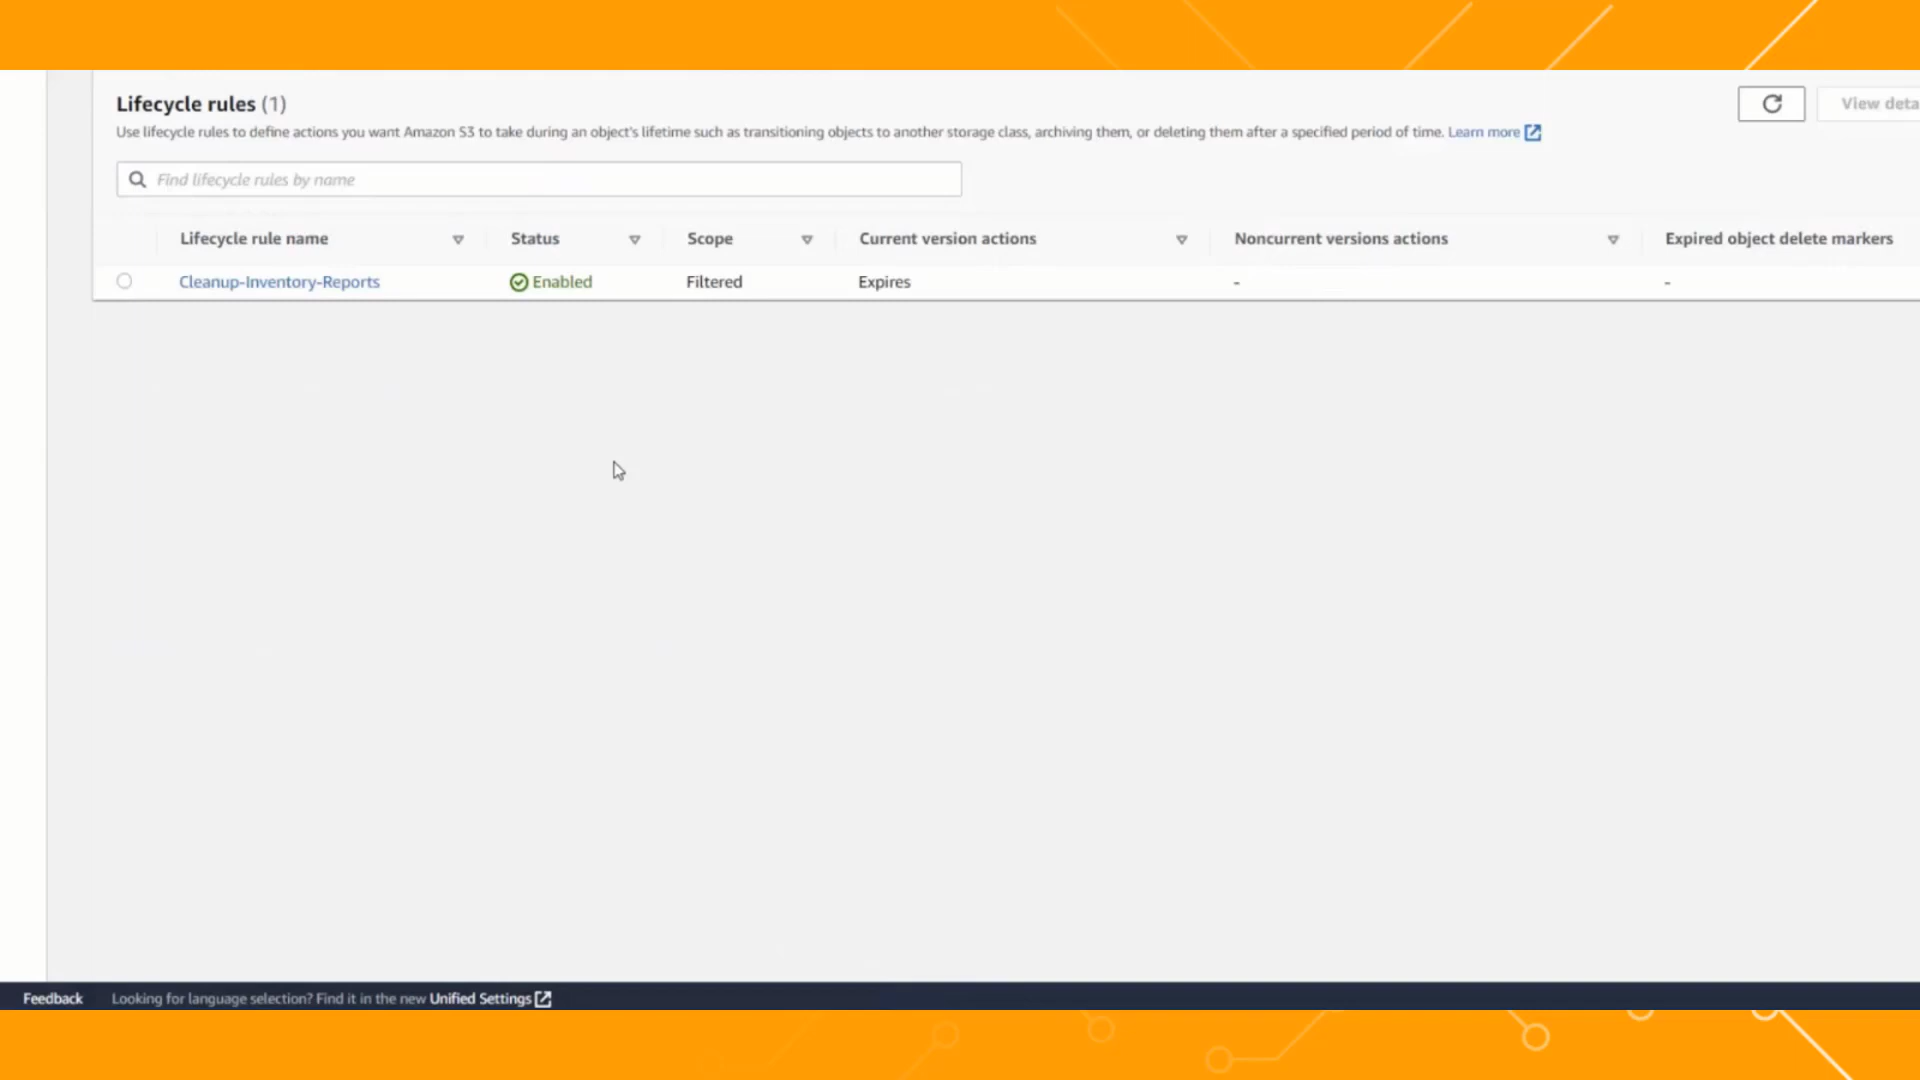 Lifecycle rules (1)
View deta
Use lifecycle rules to define actions you want Amazon S3 to take during an object's lifetime such as transitioning objects to another storage class, archiving them, or deleting them after a specified period of time. Learn more
Find lifecycle rules by name
Lifecycle rule name Status Scope Current version actions Noncurrent versions actions Expired object delete markers
Cleanup-Inventory-Reports Enabled Filtered Expires - -
Feedback Looking for language selection? Find it in the new Unified Settings